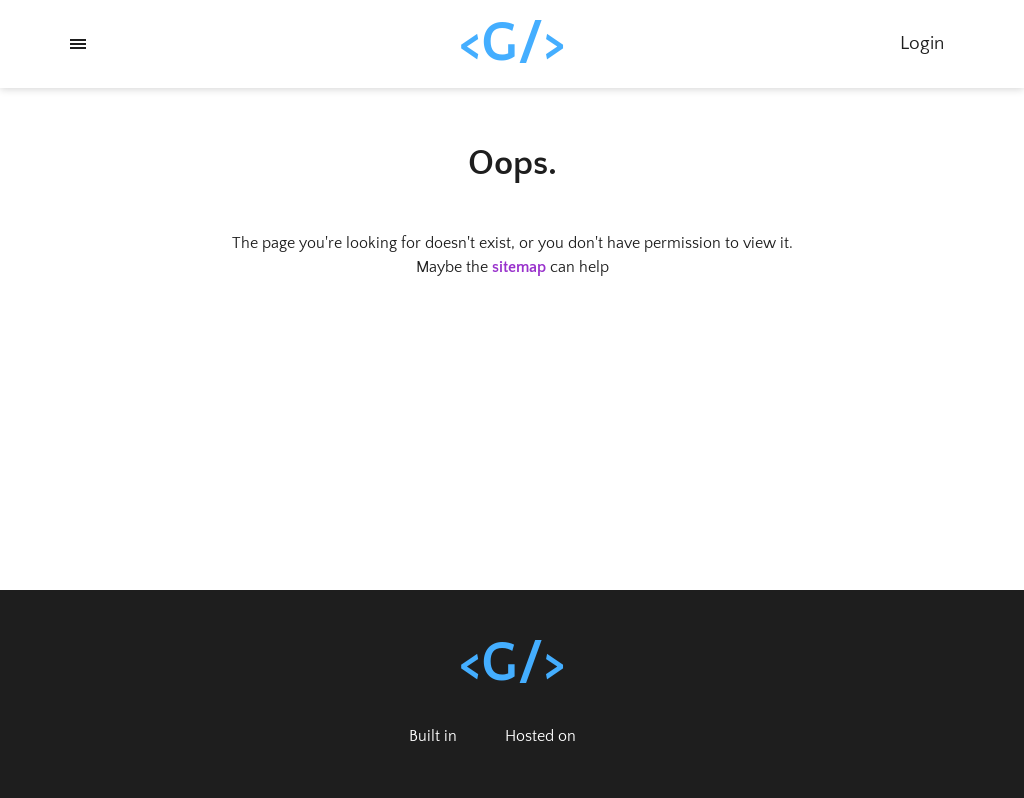 <G/>
Login
Oops.
The page you're looking for doesn't exist, or you don't have permission to view it.
Maybe the sitemap can help
<G/>
Built in
Hosted on